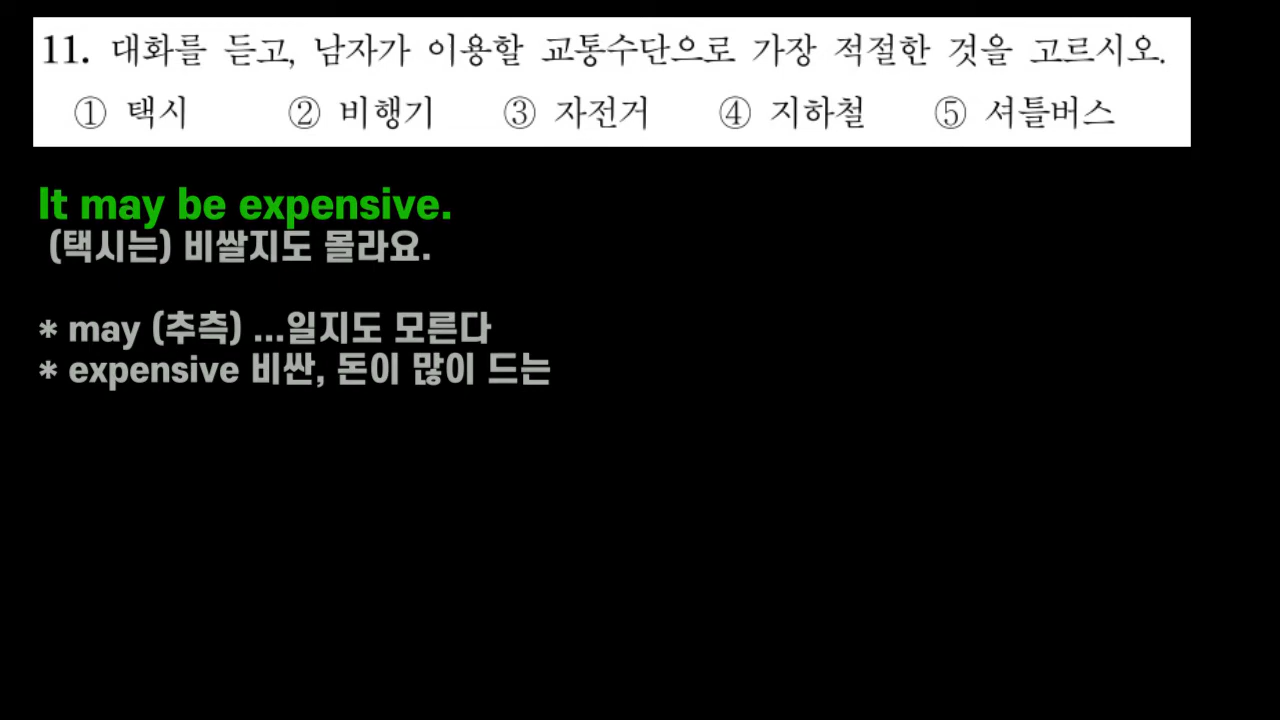 11. 대화를 듣고, 남자가 이용할 교통수단으로 가장 적절한 것을 고르시오.
① 택시 ② 비행기 ③ 자전거 ④ 지하철 ⑤ 셔틀버스
It may be expensive.
(택시는) 비쌀지도 몰라요.
* may (추측) ...일지도 모른다
* expensive 비싼, 돈이 많이 드는